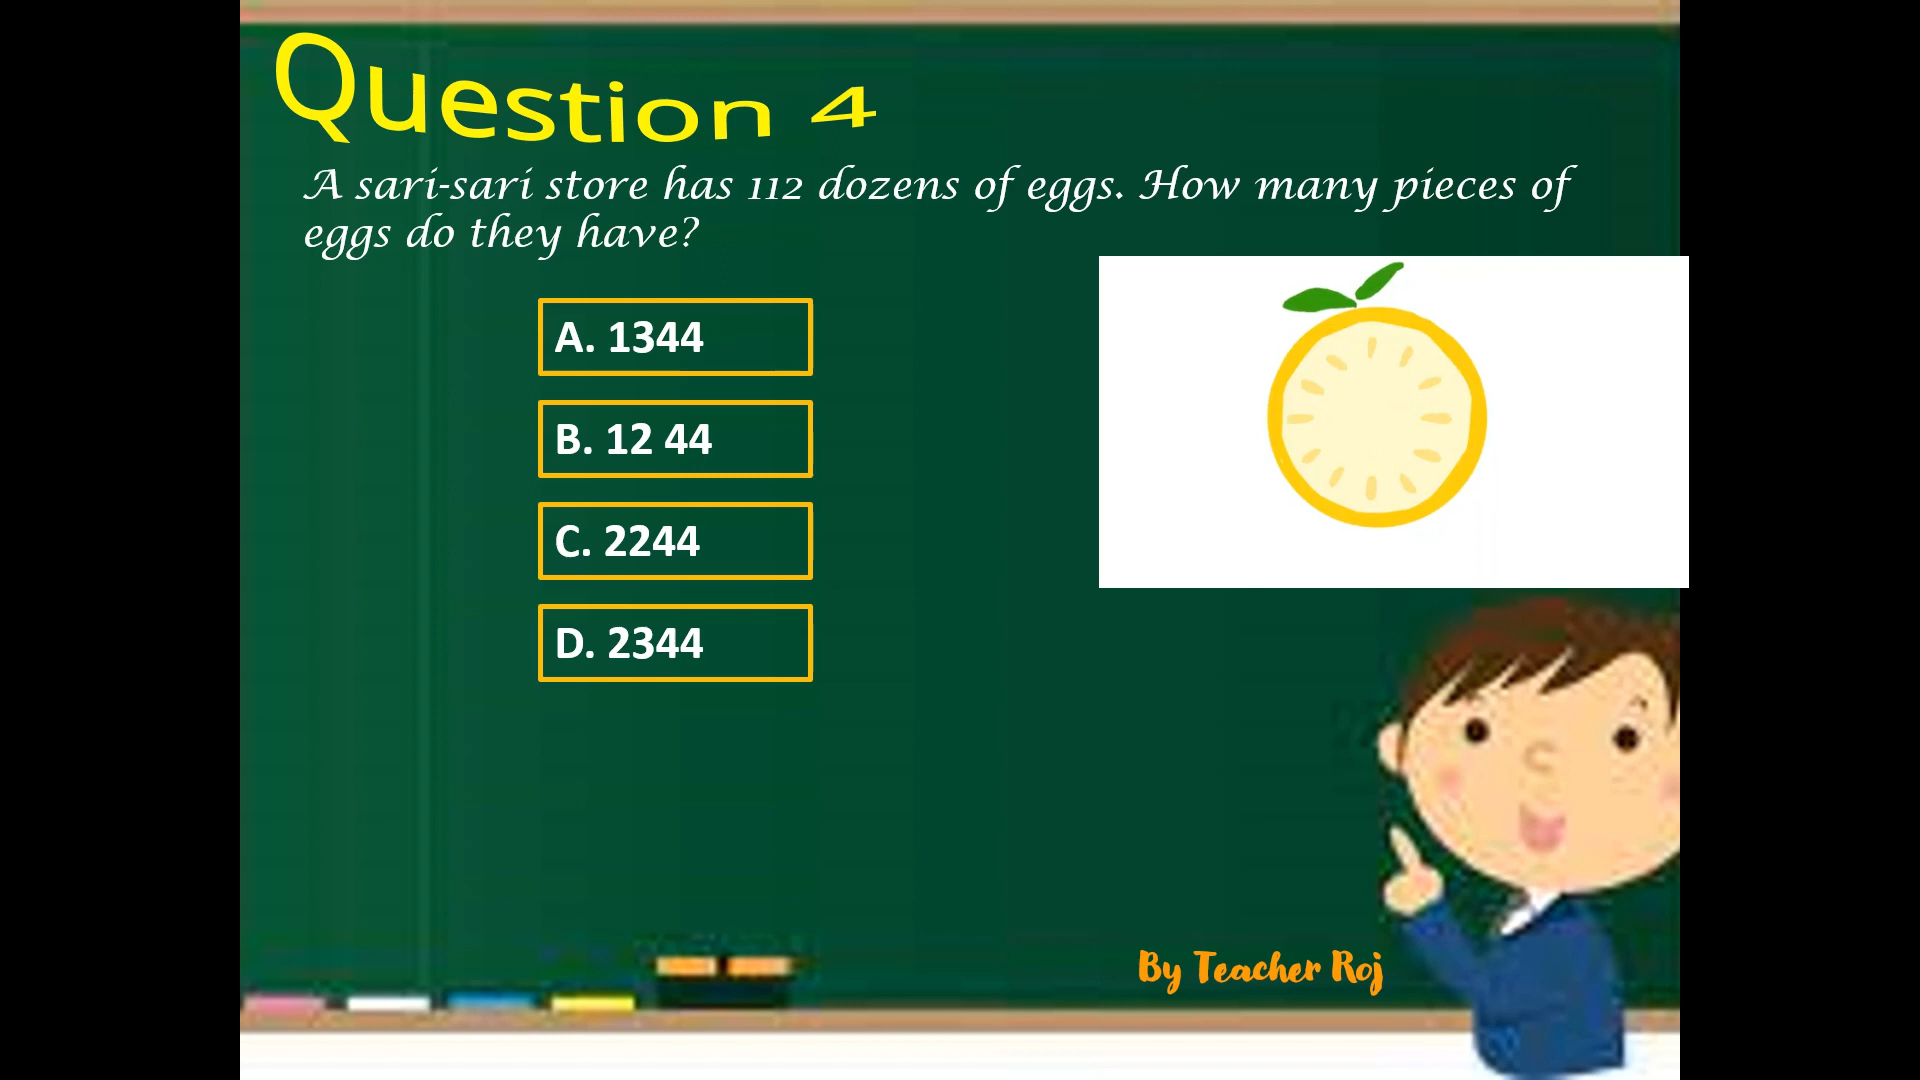 Question 4
A sari-sari store has 112 dozens of eggs. How many pieces of
eggs do they have?
A. 1344
B. 12 44
C. 2244
D. 2344
By Teacher Roj